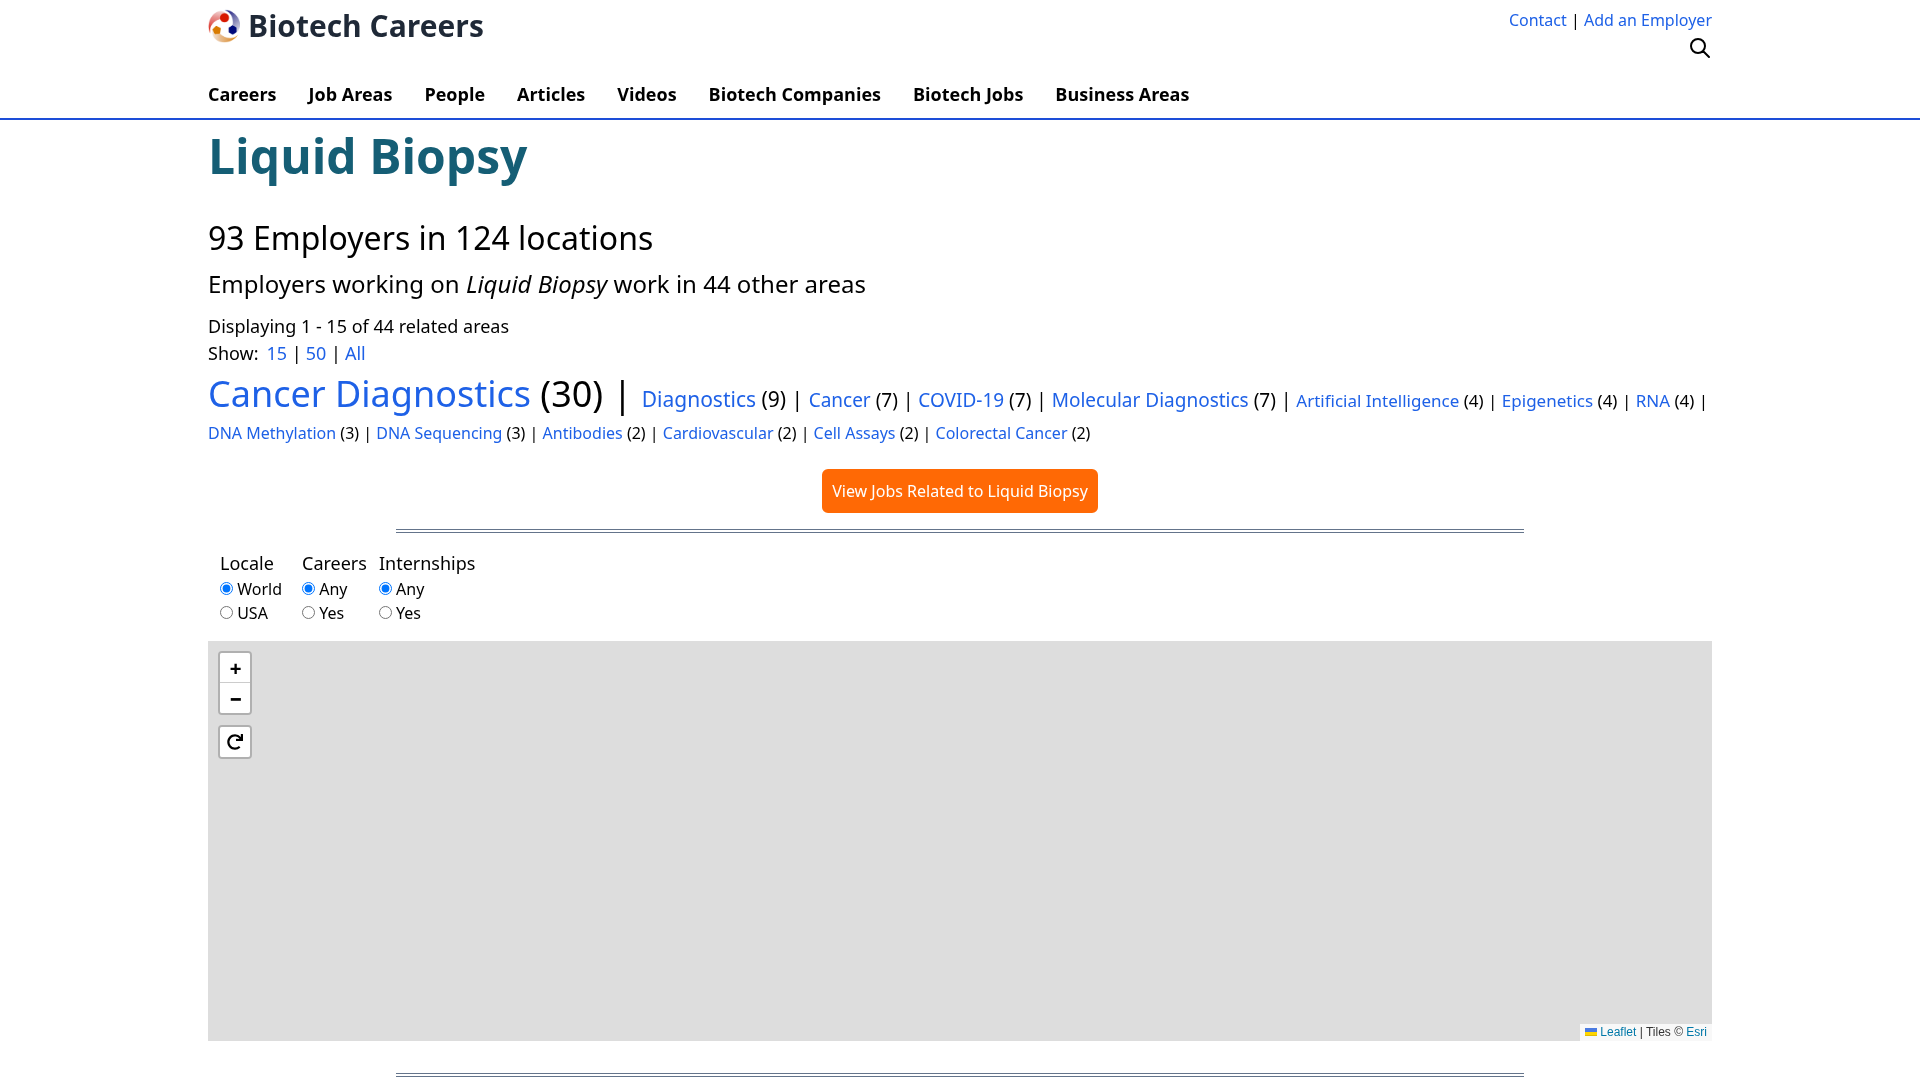 Biotech Careers
Contact | Add an Employer
Careers Job Areas People Articles Videos Biotech Companies Biotech Jobs Business Areas
Liquid Biopsy
93 Employers in 124 locations
Employers working on Liquid Biopsy work in 44 other areas
Displaying 1 - 15 of 44 related areas
Show: 15 | 50 | All
Cancer Diagnostics (30) | Diagnostics (9) | Cancer (7) | COVID-19 (7) | Molecular Diagnostics (7) | Artificial Intelligence (4) | Epigenetics (4) | RNA (4) |
DNA Methylation (3) | DNA Sequencing (3) | Antibodies (2) | Cardiovascular (2) | Cell Assays (2) | Colorectal Cancer (2)
View Jobs Related to Liquid Biopsy
Locale Careers Internships
World Any Any
USA Yes Yes
+
−
Leaflet | Tiles © Esri